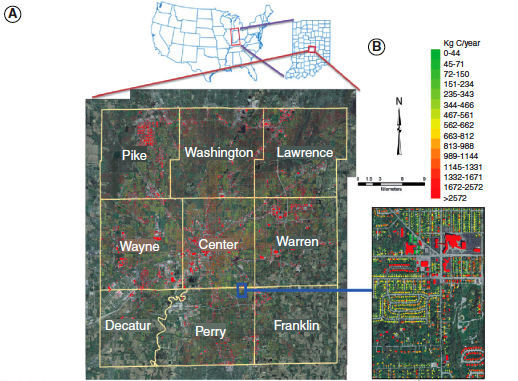 A
B
Kg C/year
0-44
45-71
72-150
151-234
235-343
344-466
467-561
562-662
663-812
813-988
989-1144
1145-1331
1332-1671
1672-2572
>2572
N
Kilometers
Pike
Washington
Lawrence
Wayne
Center
Warren
Decatur
Perry
Franklin